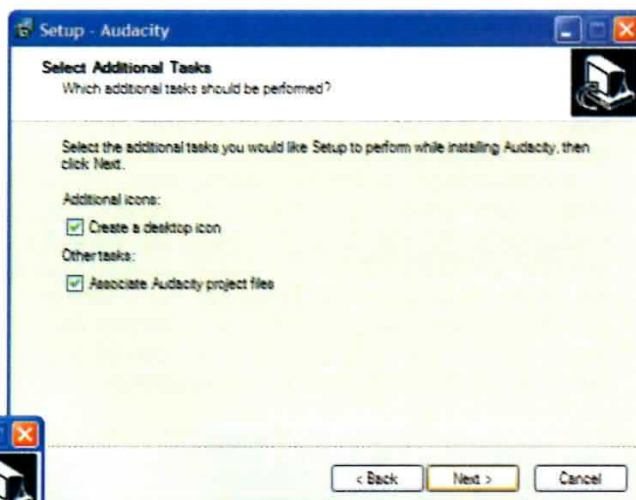 Setup - Audacity
Select Additional Tasks
Which additional tasks should be performed?
Select the additional tasks you would like Setup to perform while installing Audacity, then
click Next.
Additional icons:
Create a desktop icon
Other tasks:
Associate Audacity project files
< Back Next > Cancel